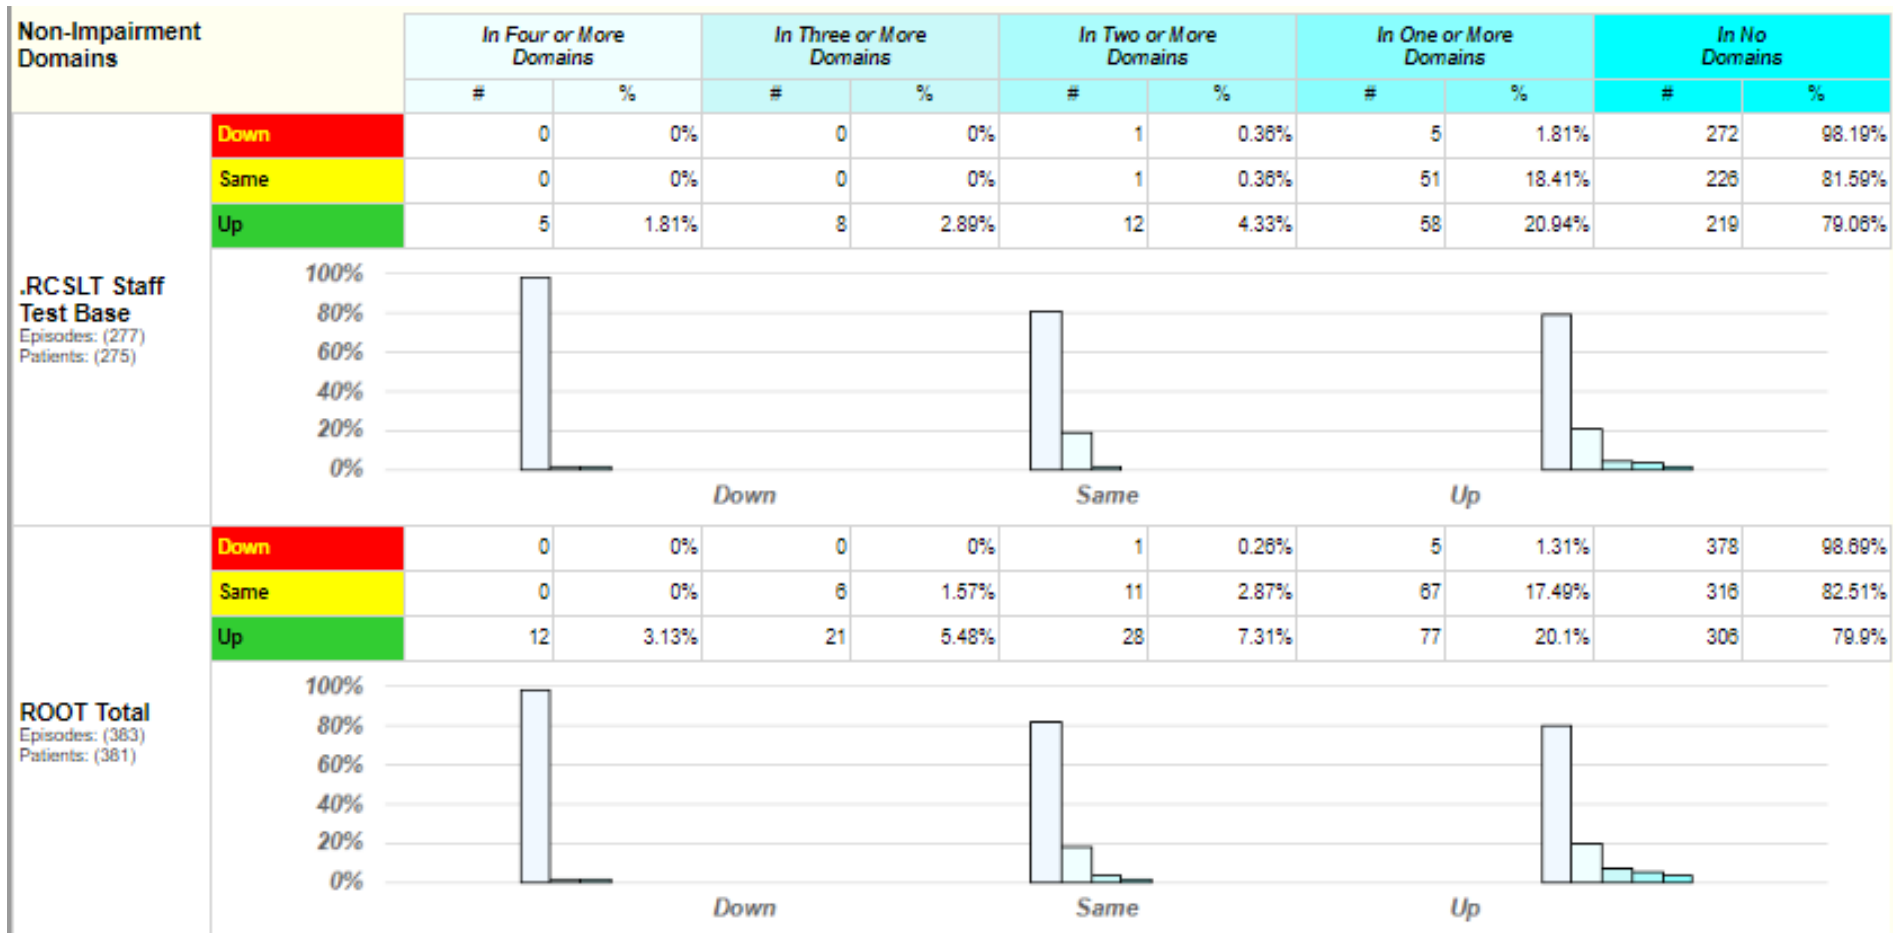 Non-Impairment
Domains
In Four or More
Domains
In Three or More
Domains
In Two or More
Domains
In One or More
Domains
In No
Domains
# % # % # % # % # %
.RCSLT Staff
Test Base
Episodes: (277)
Patients: (275)
Down 0 0% 0 0% 1 0.36% 5 1.81% 272 98.19%
Same 0 0% 0 0% 1 0.36% 51 18.41% 226 81.59%
Up 5 1.81% 8 2.89% 12 4.33% 58 20.94% 219 79.06%
100%
80%
60%
40%
20%
0%
Down Same Up
ROOT Total
Episodes: (383)
Patients: (381)
Down 0 0% 0 0% 1 0.26% 5 1.31% 378 98.69%
Same 0 0% 6 1.57% 11 2.87% 67 17.49% 316 82.51%
Up 12 3.13% 21 5.48% 28 7.31% 77 20.1% 306 79.9%
100%
80%
60%
40%
20%
0%
Down Same Up